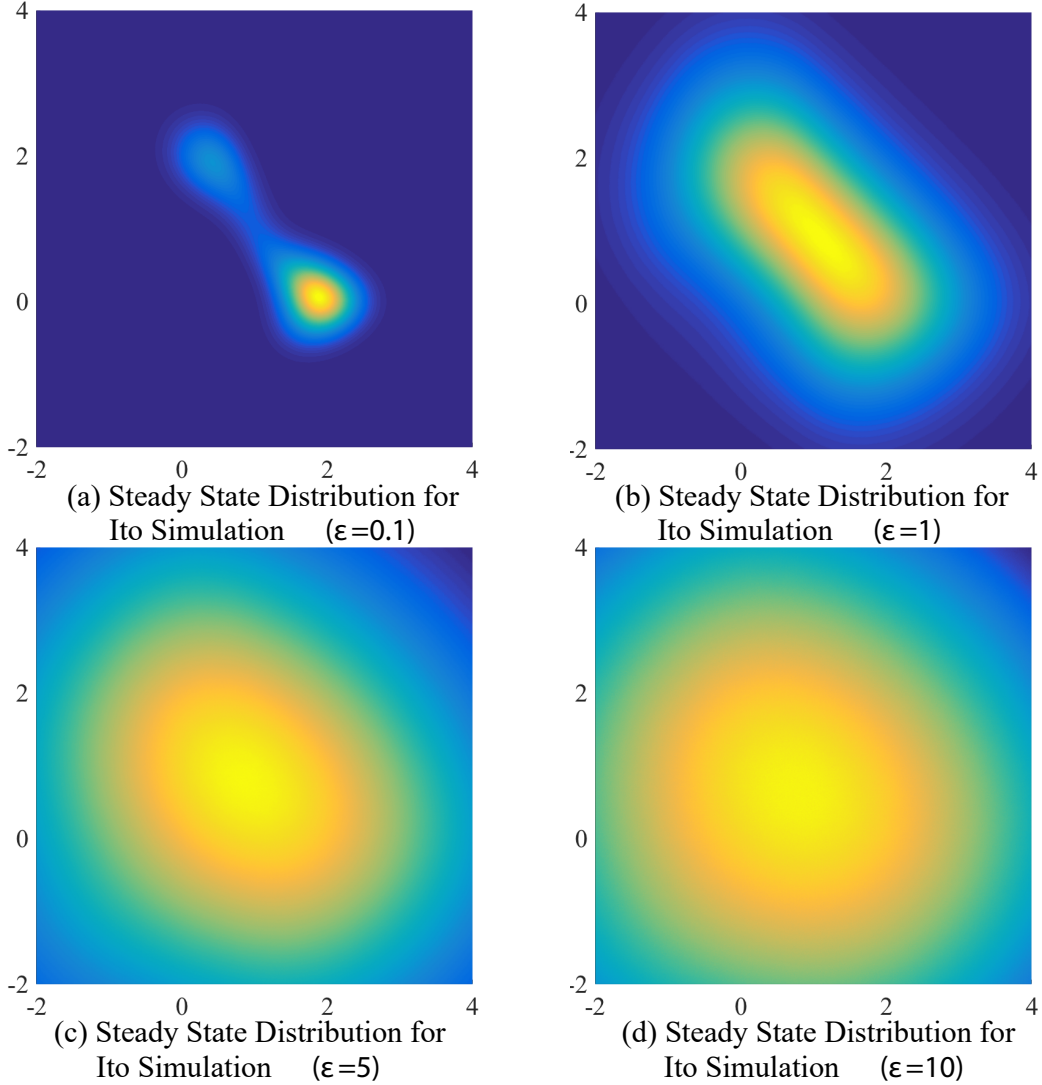 4 4
2 2
0 0
-2 -2
-2 0 2 4 -2 0 2 4
(a) Steady State Distribution for
Ito Simulation (ε=0.1)
(b) Steady State Distribution for
Ito Simulation (ε=1)
4 4
2 2
0 0
-2 -2
-2 0 2 4 -2 0 2 4
(c) Steady State Distribution for
Ito Simulation (ε=5)
(d) Steady State Distribution for
Ito Simulation (ε=10)